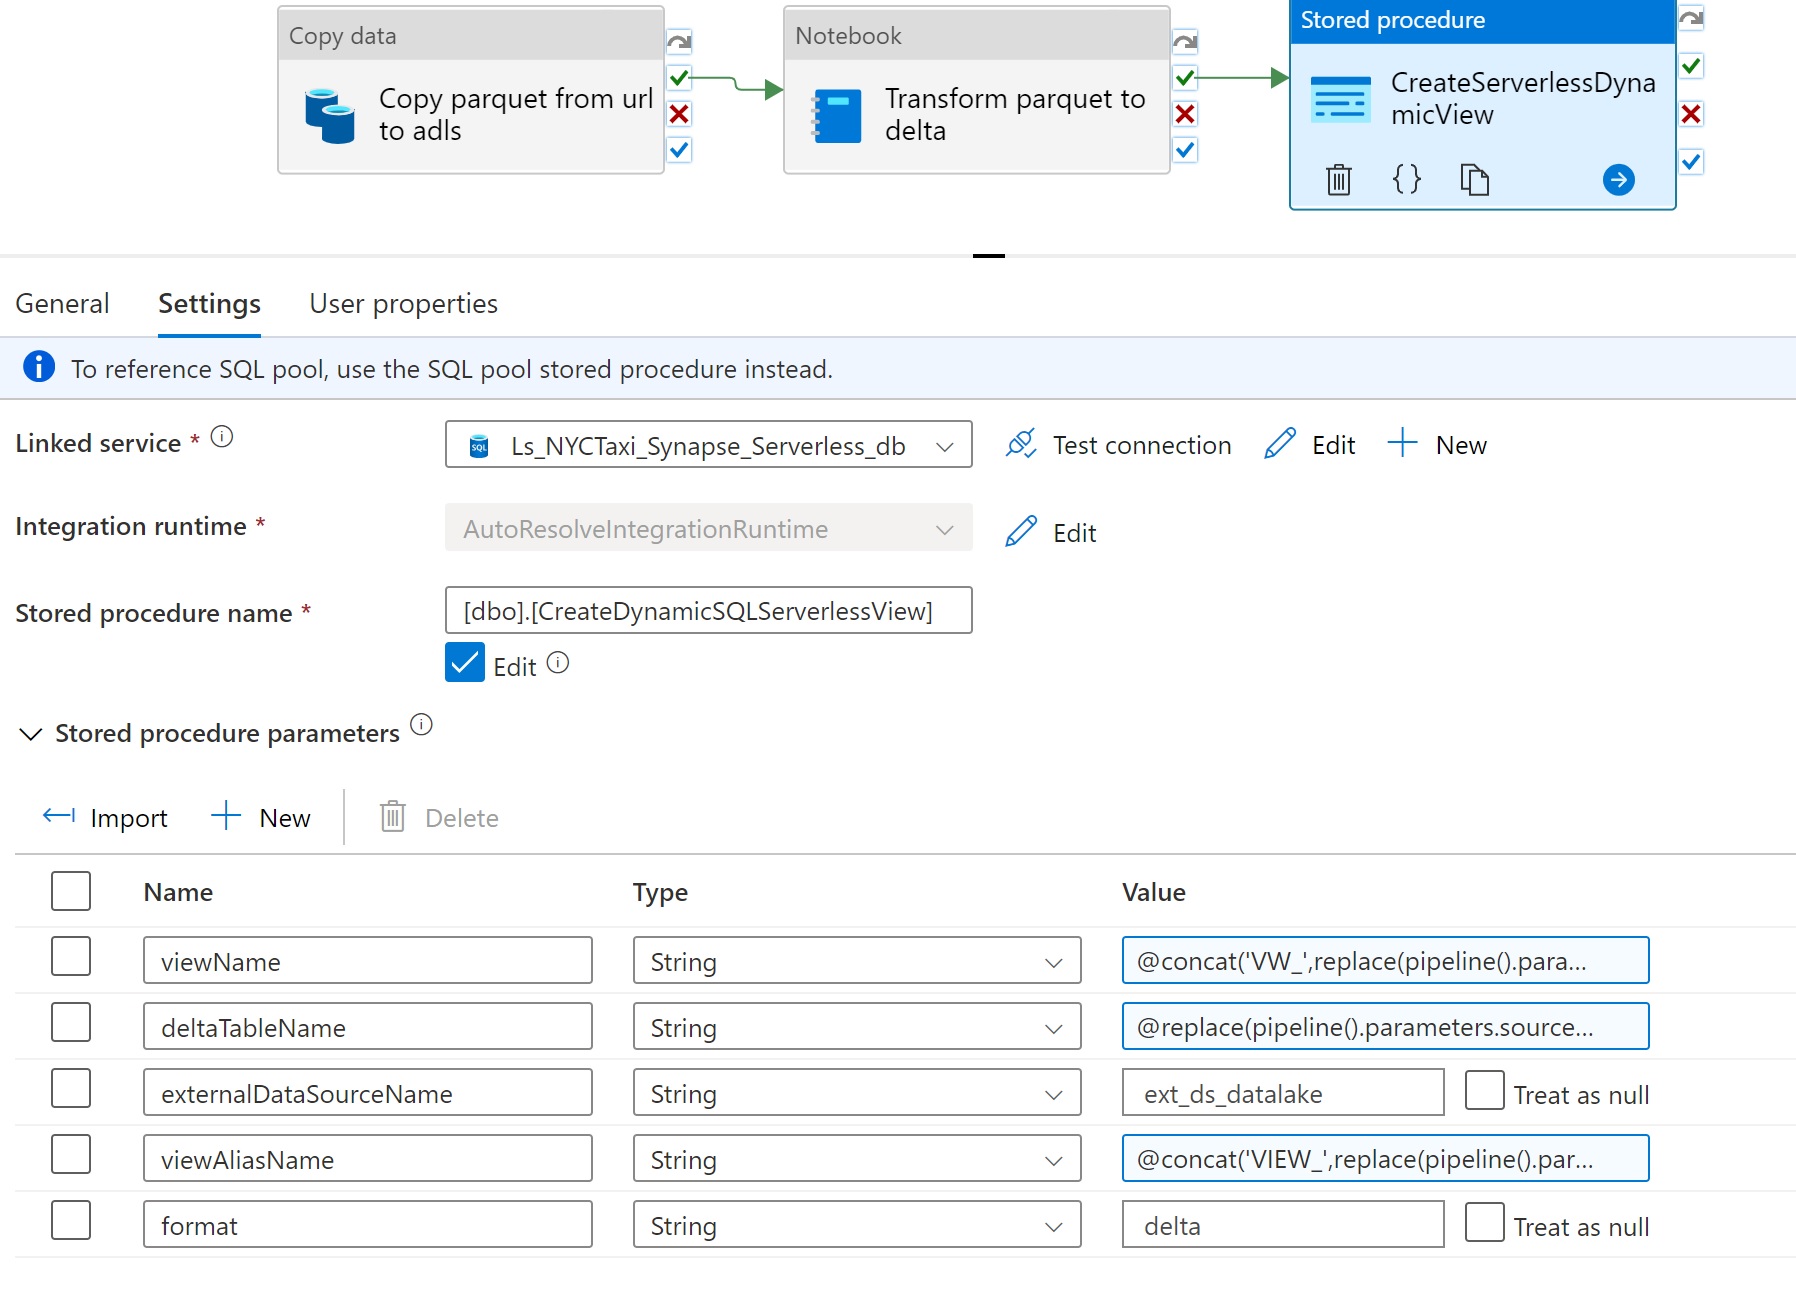 Copy data
Copy parquet from url
to adls
Notebook
Transform parquet to
delta
Stored procedure
CreateServerlessDyna
micView
General
Settings
User properties
To reference SQL pool, use the SQL pool stored procedure instead.
Linked service *
Ls_NYCTaxi_Synapse_Serverless_db
Test connection
Edit
New
Integration runtime *
AutoResolveIntegrationRuntime
Edit
Stored procedure name *
[dbo].[CreateDynamicSQLServerlessView]
Edit
Stored procedure parameters
Import
New
Delete
Name
Type
Value
viewName
String
@concat('VW_',replace(pipeline().para...
deltaTableName
String
@replace(pipeline().parameters.source...
externalDataSourceName
String
ext_ds_datalake
Treat as null
viewAliasName
String
@concat('VIEW_',replace(pipeline().par...
format
String
delta
Treat as null